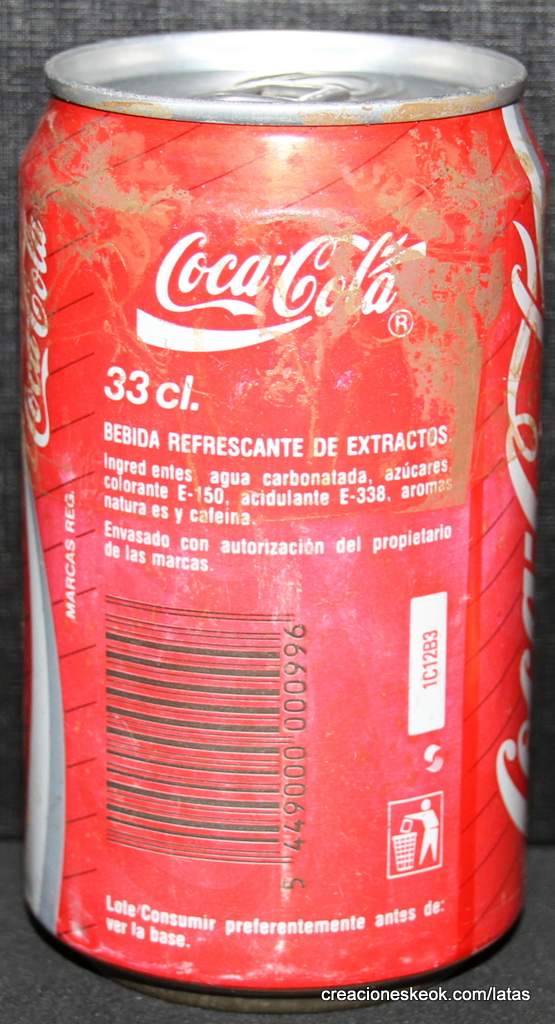 Coca-Cola
Coca-Cola ®
33 cl.
BEBIDA REFRESCANTE DE EXTRACTOS
Ingred entes agua carbonatada, azúcares
colorante E-150, acidulante E-338, aromas
natura es y cafeína.
Envasado con autorización del propietario
de las marcas.
MARCAS REG.
5 449000 000996
1C12B3
Lote/Consumir preferentemente antes de:
ver la base.
creacioneskeok.com/latas